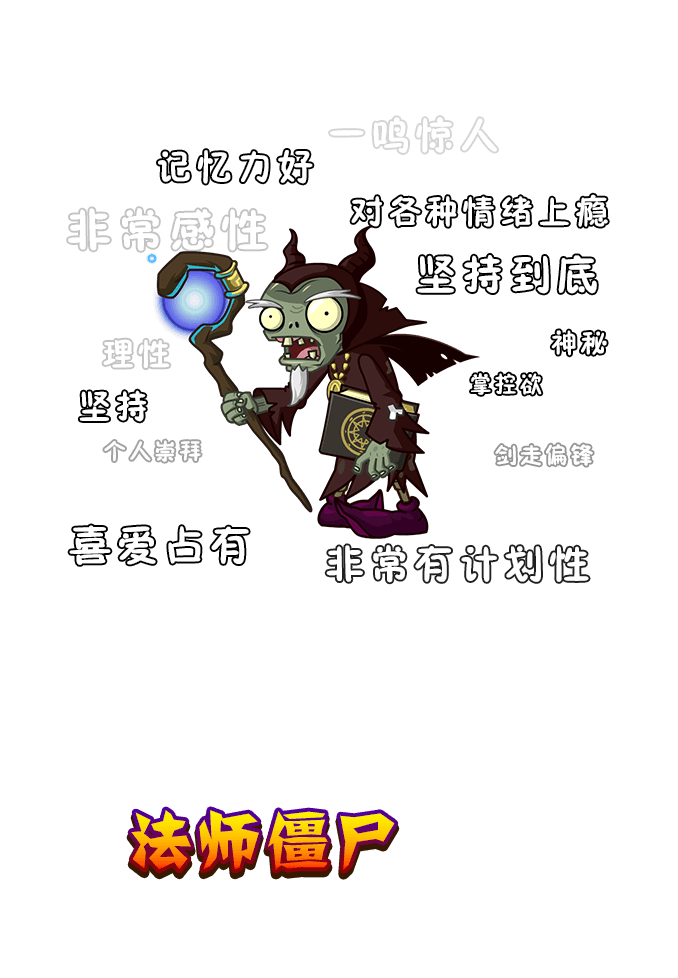 一鸣惊人
记忆力好
对各种情绪上瘾
非常感性
坚持到底
神秘
理性
掌控欲
坚持
个人崇拜
剑走偏锋
喜爱占有
非常有计划性
法师僵尸